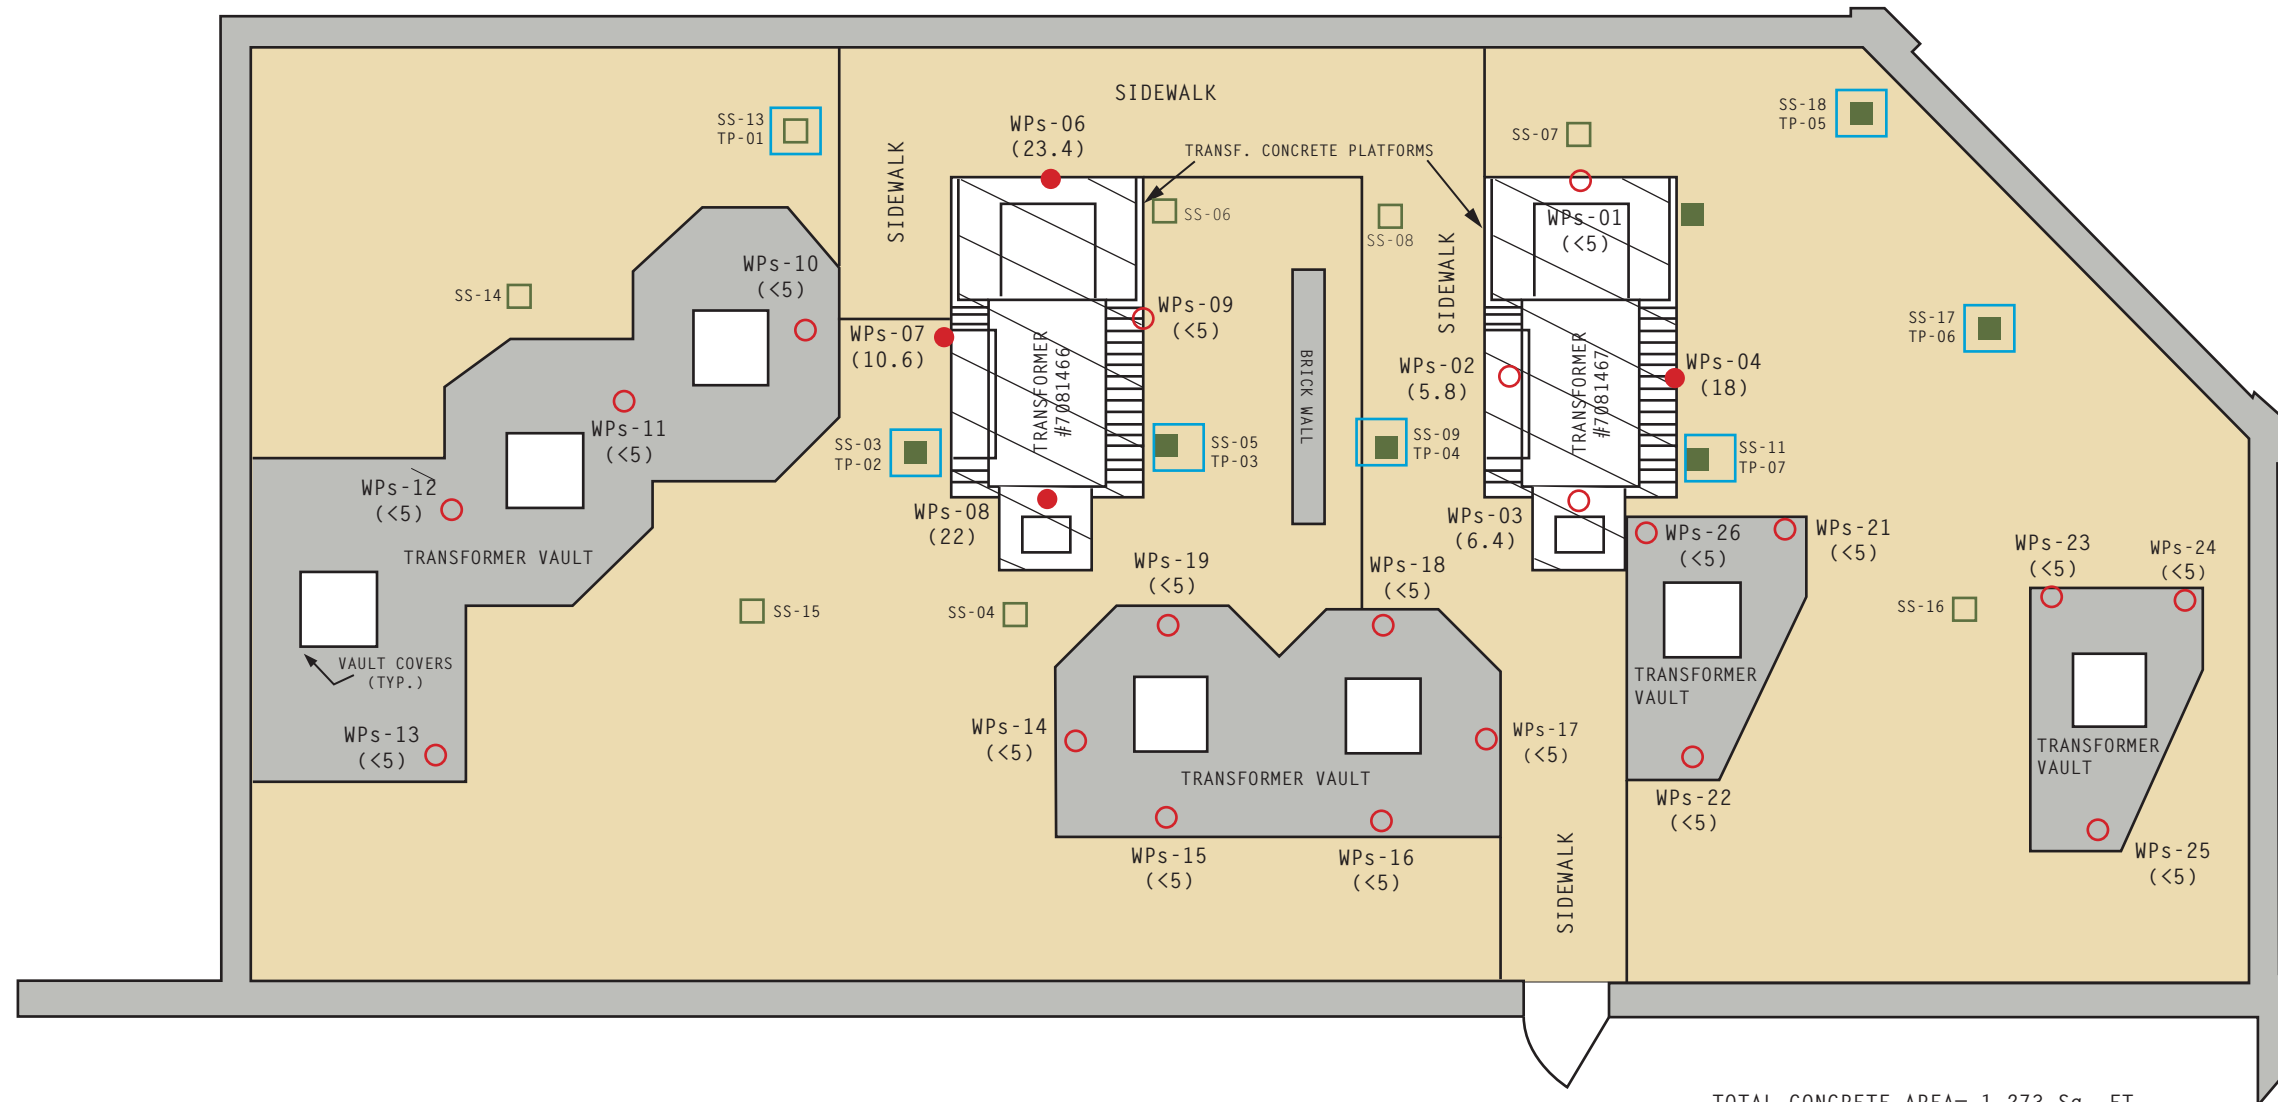 SIDEWALK
SS-18
TP-05
SS-13
TP-01
WPs-06
(23.4)
SS-07
TRANSF. CONCRETE PLATFORMS
SIDEWALK
SS-06
WPs-01
(<5)
SS-08
SIDEWALK
WPs-10
(<5)
SS-14
WPs-09
(<5)
WPs-07
(10.6)
SS-17
TP-06
TRANSFORMER
#7081466
BRICK WALL
WPs-02
(5.8)
TRANSFORMER
#7081467
WPs-04
(18)
WPs-11
(<5)
SS-03
TP-02
SS-05
TP-03
SS-09
TP-04
SS-11
TP-07
WPs-12
(<5)
WPs-08
(22)
WPs-03
(6.4)
WPs-26
(<5)
WPs-21
(<5)
WPs-23
(<5)
WPs-24
(<5)
TRANSFORMER VAULT
WPs-19
(<5)
WPs-18
(<5)
SS-15
SS-04
SS-16
VAULT COVERS
(TYP.)
TRANSFORMER
VAULT
WPs-13
(<5)
WPs-14
(<5)
WPs-17
(<5)
TRANSFORMER
VAULT
TRANSFORMER VAULT
WPs-22
(<5)
WPs-15
(<5)
WPs-16
(<5)
SIDEWALK
WPs-25
(<5)
TOTAL CONCRETE AREA= 1,273 Sq. FT.